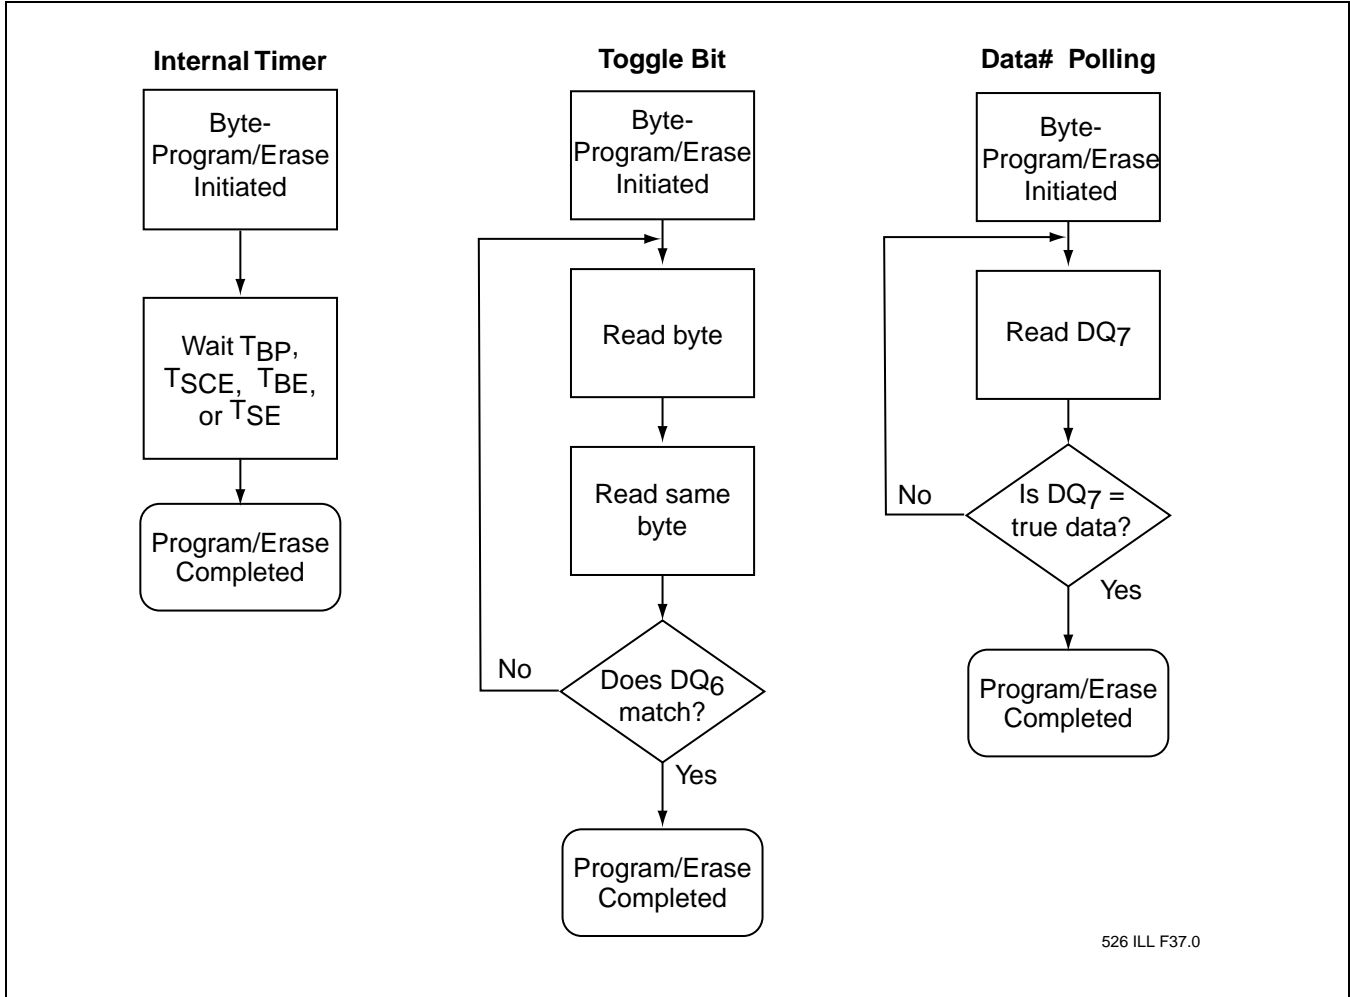 Internal Timer
Byte-
Program/Erase
Initiated
Wait TBP,
TSCE, TBE,
or TSE
Program/Erase
Completed
Toggle Bit
Byte-
Program/Erase
Initiated
Read byte
Read same
byte
Does DQ6
match?
No
Yes
Program/Erase
Completed
Data# Polling
Byte-
Program/Erase
Initiated
Read DQ7
Is DQ7 =
true data?
No
Yes
Program/Erase
Completed
526 ILL F37.0